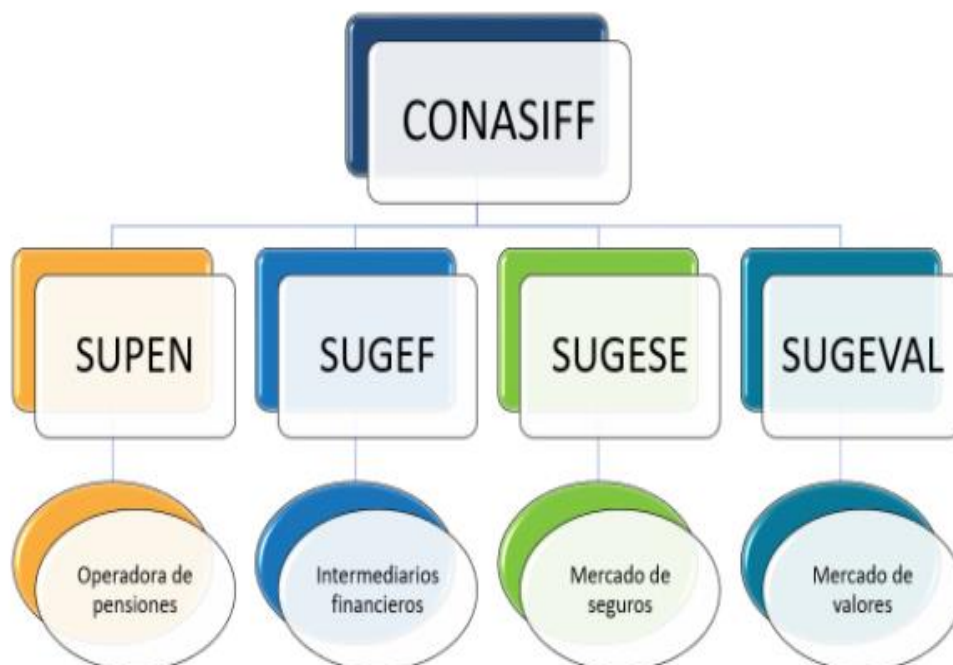 CONASIFF
SUPEN
SUGEF
SUGESE
SUGEVAL
Operadora de
pensiones
Intermediarios
financieros
Mercado de
seguros
Mercado de
valores